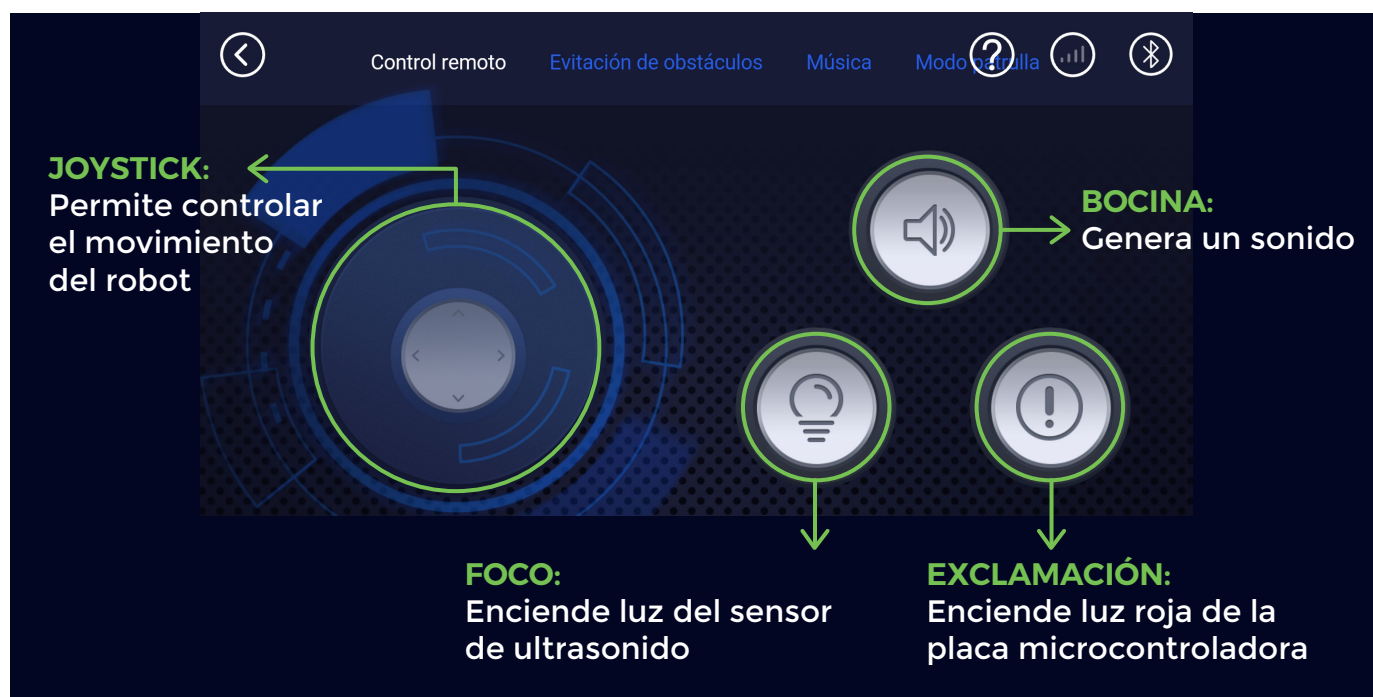 Control remoto Evitación de obstáculos Música Modo patrulla
JOYSTICK:
Permite controlar
el movimiento
del robot
BOCINA:
Genera un sonido
FOCO:
Enciende luz del sensor
de ultrasonido
EXCLAMACIÓN:
Enciende luz roja de la
placa microcontroladora